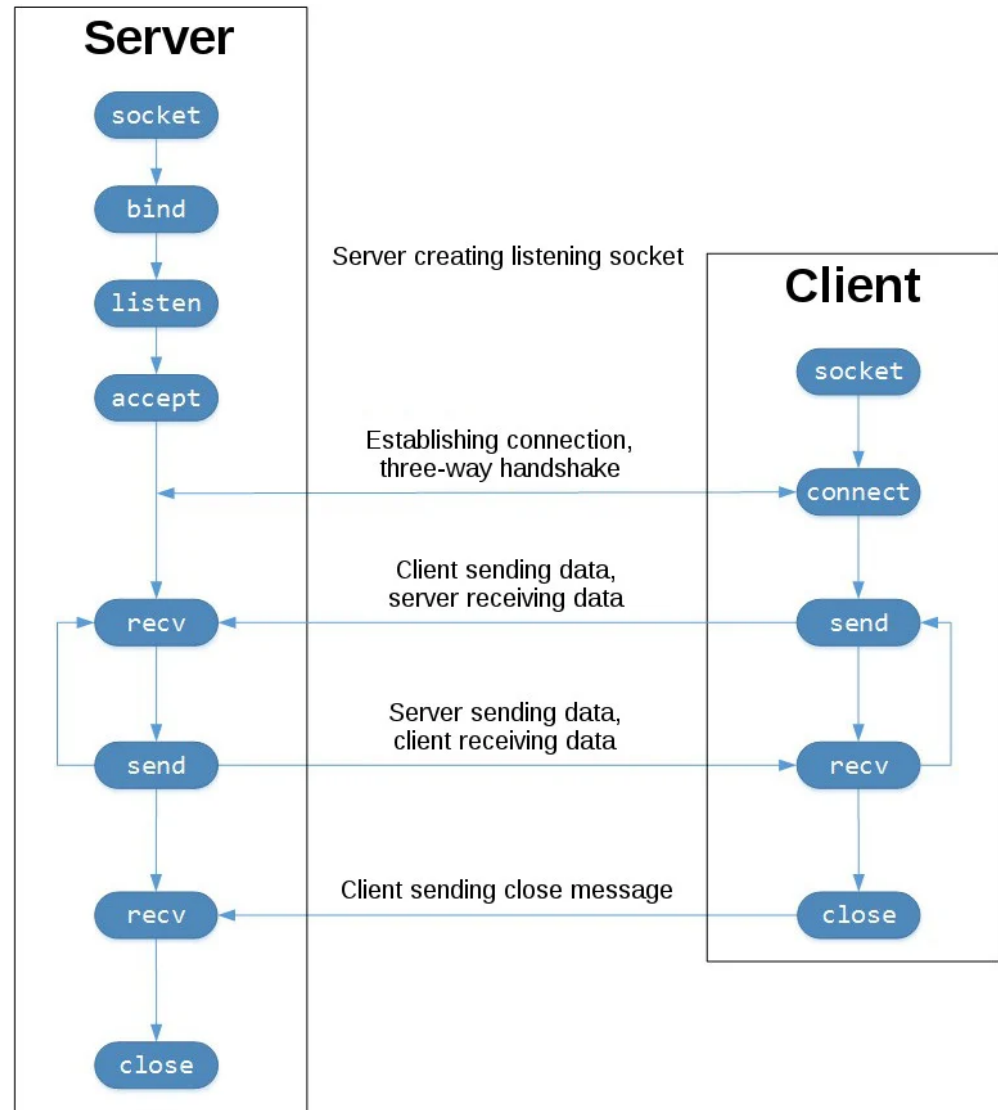 Server
socket
bind
listen
accept
recv
send
recv
close
Server creating listening socket
Establishing connection,
three-way handshake
Client sending data,
server receiving data
Server sending data,
client receiving data
Client sending close message
Client
socket
connect
send
recv
close